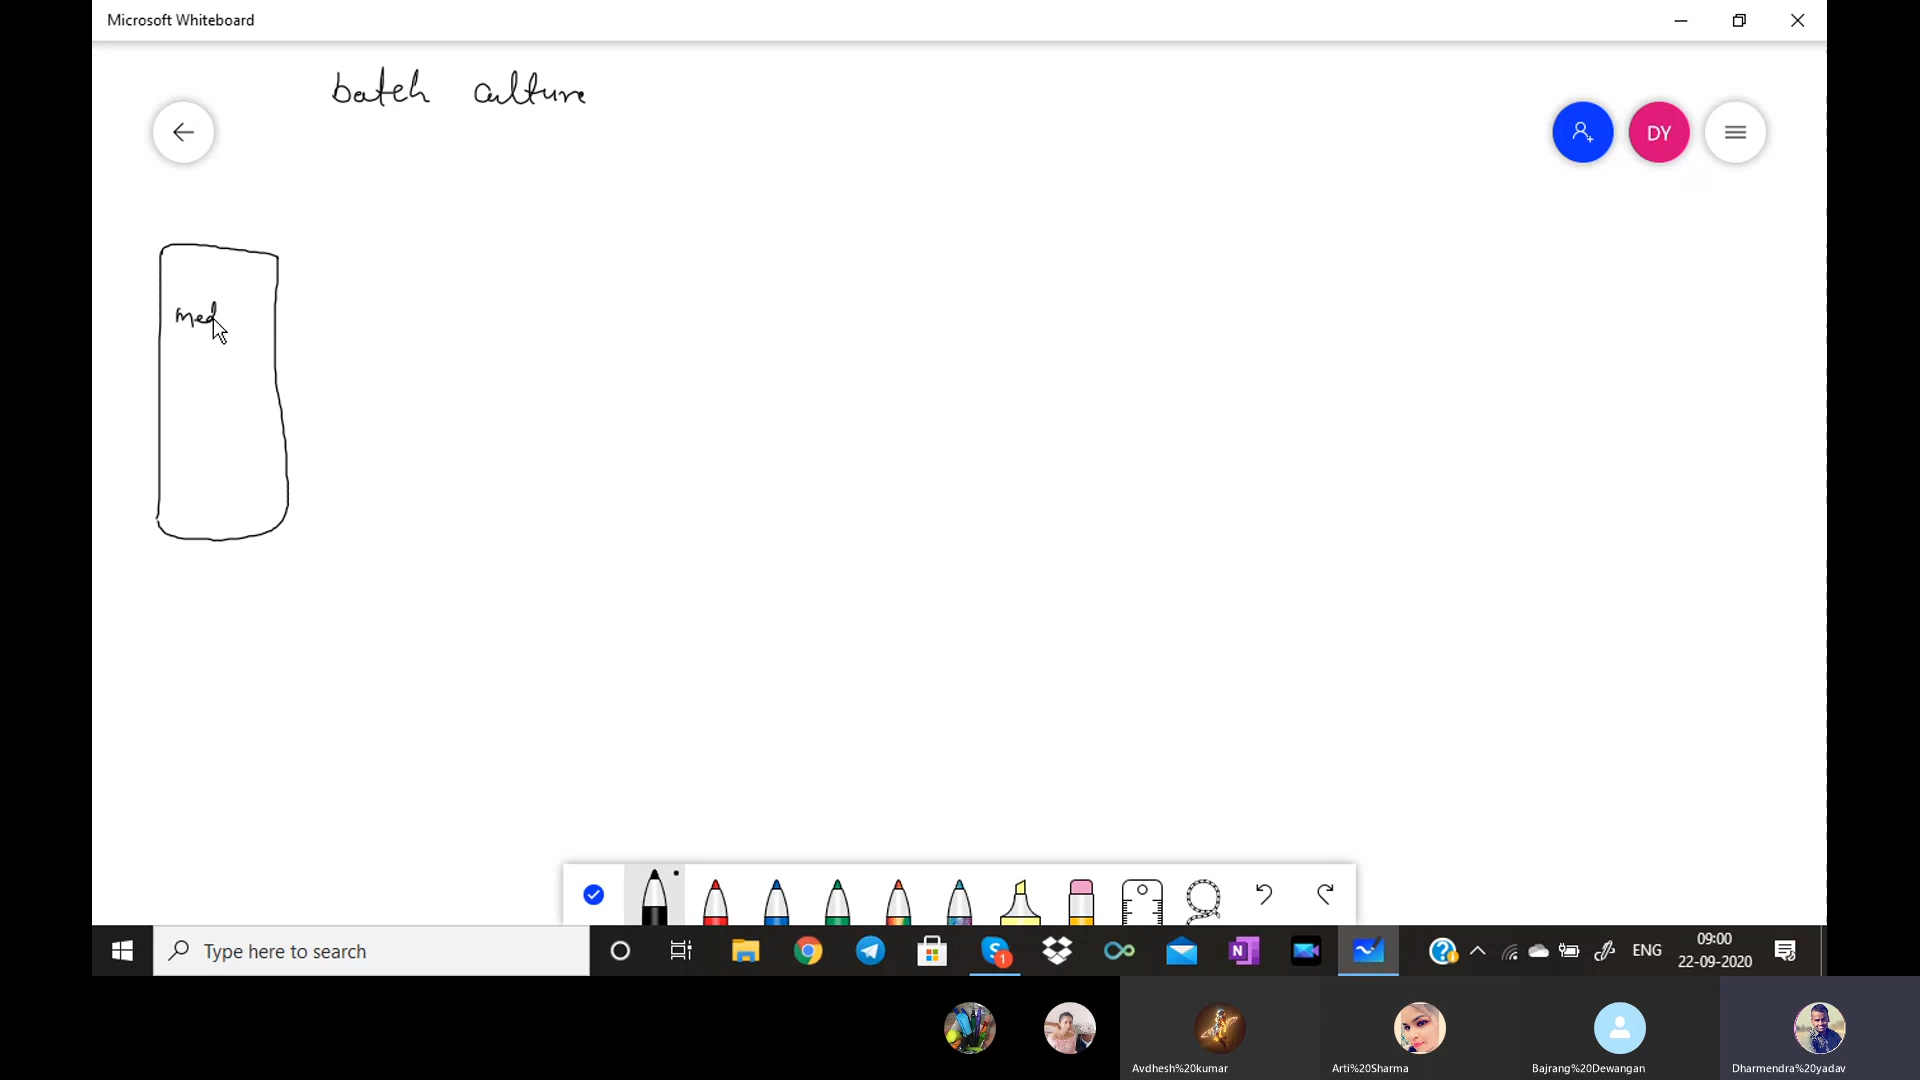 Microsoft Whiteboard
batch culture
DY
med
Type here to search
1
N
ENG
09:00
22-09-2020
Avdhesh%20kumar
Arti%20Sharma
Bajrang%20Dewangan
Dharmendra%20yadav